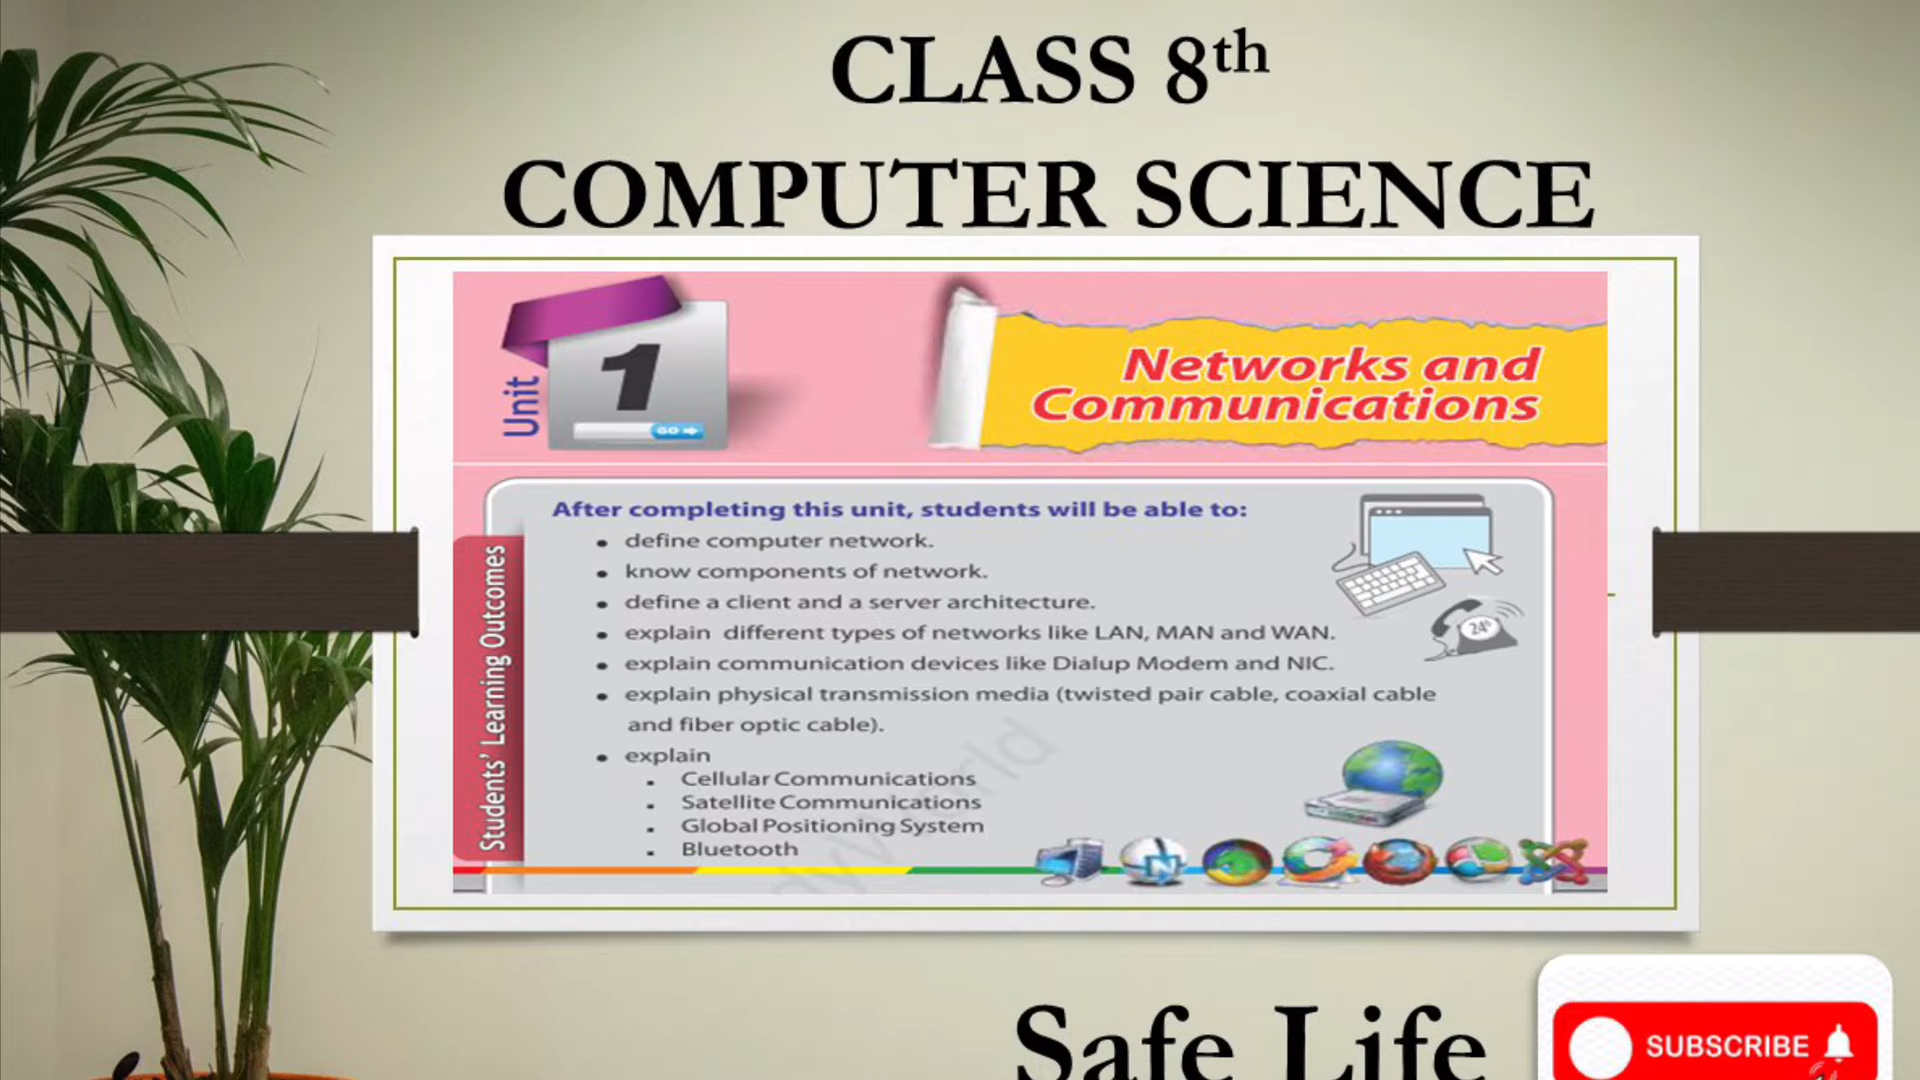 CLASS 8th
COMPUTER SCIENCE
Unit
1
GO
Networks and
Communications
Students' Learning Outcomes
After completing this unit, students will be able to:
• define computer network.
• know components of network.
• define a client and a server architecture.
• explain different types of networks like LAN, MAN and WAN.
• explain communication devices like Dialup Modem and NIC.
• explain physical transmission media (twisted pair cable, coaxial cable
and fiber optic cable).
• explain
▪ Cellular Communications
▪ Satellite Communications
▪ Global Positioning System
▪ Bluetooth
24h
N
Safe Life
SUBSCRIBE